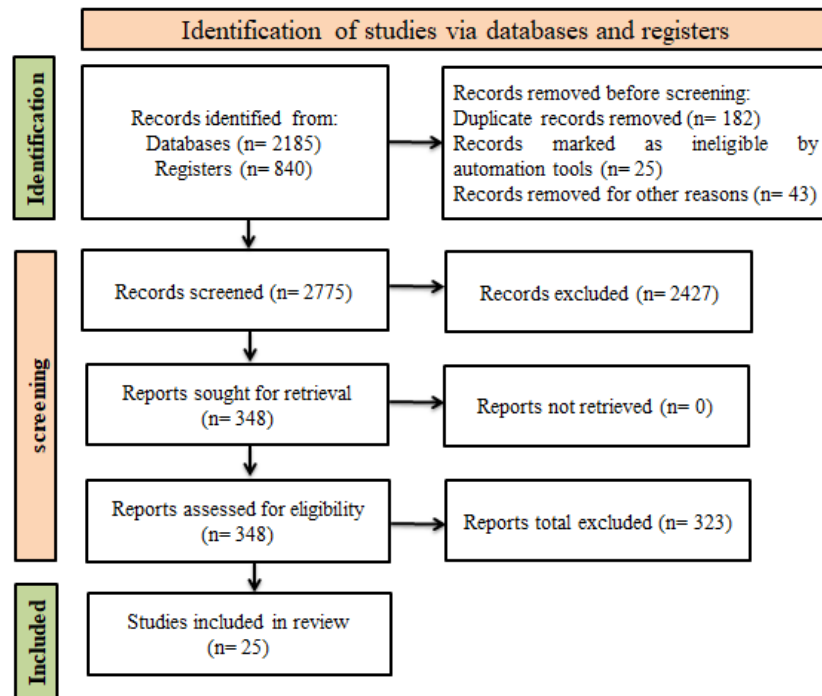 Identification of studies via databases and registers
Identification
Records identified from:
Databases (n= 2185)
Registers (n= 840)
Records removed before screening:
Duplicate records removed (n= 182)
Records marked as ineligible by
automation tools (n= 25)
Records removed for other reasons (n= 43)
screening
Records screened (n= 2775)
Records excluded (n= 2427)
Reports sought for retrieval
(n= 348)
Reports not retrieved (n= 0)
Reports assessed for eligibility
(n= 348)
Reports total excluded (n= 323)
Included
Studies included in review
(n= 25)